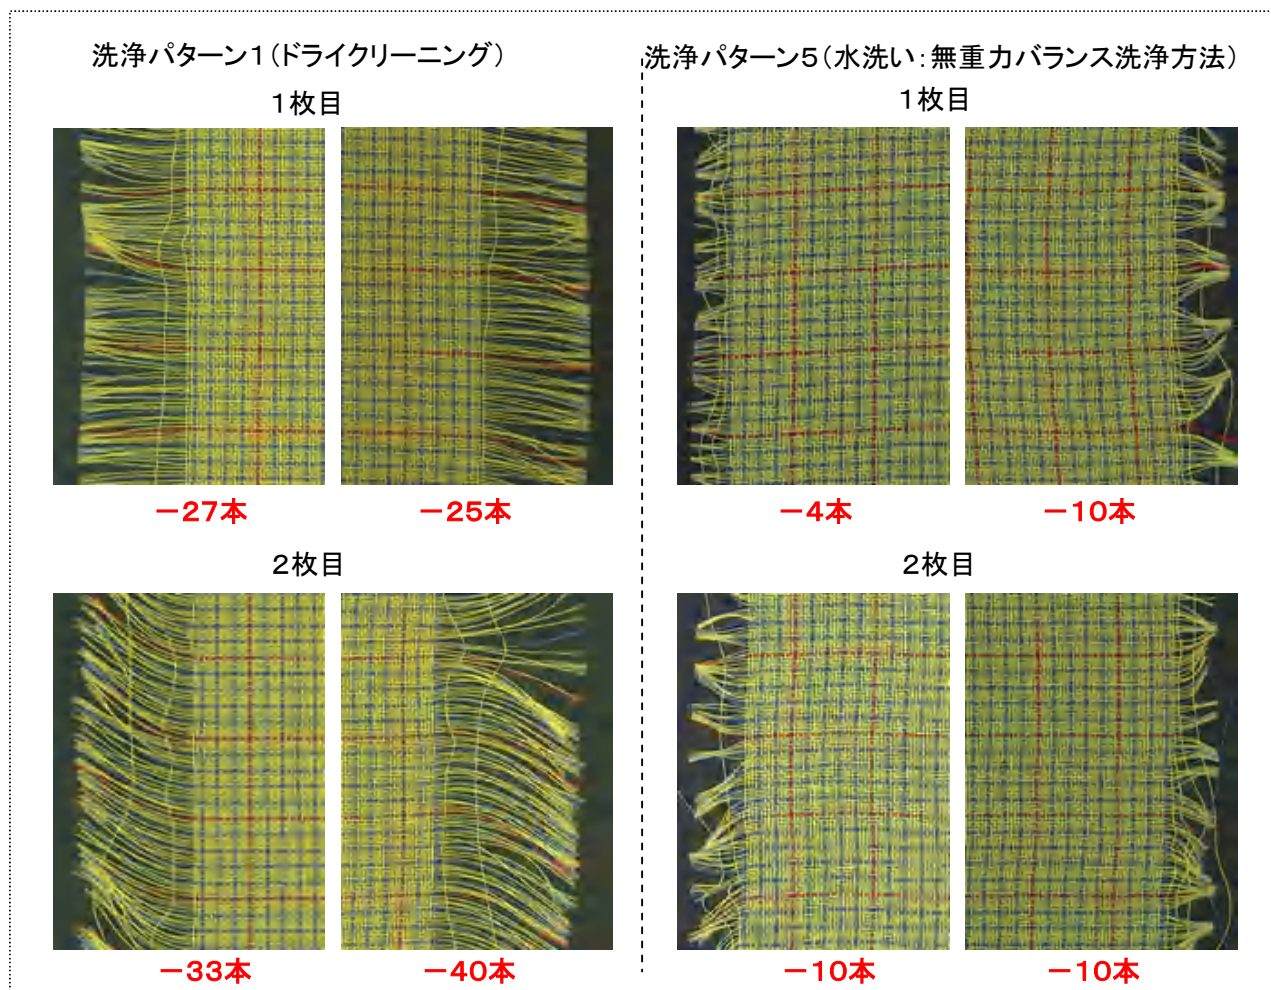 洗浄パターン１（ドライクリーニング）
１枚目
－27本
－25本
２枚目
－33本
－40本
洗浄パターン５（水洗い：無重力バランス洗浄方法）
１枚目
－4本
－10本
２枚目
－10本
－10本